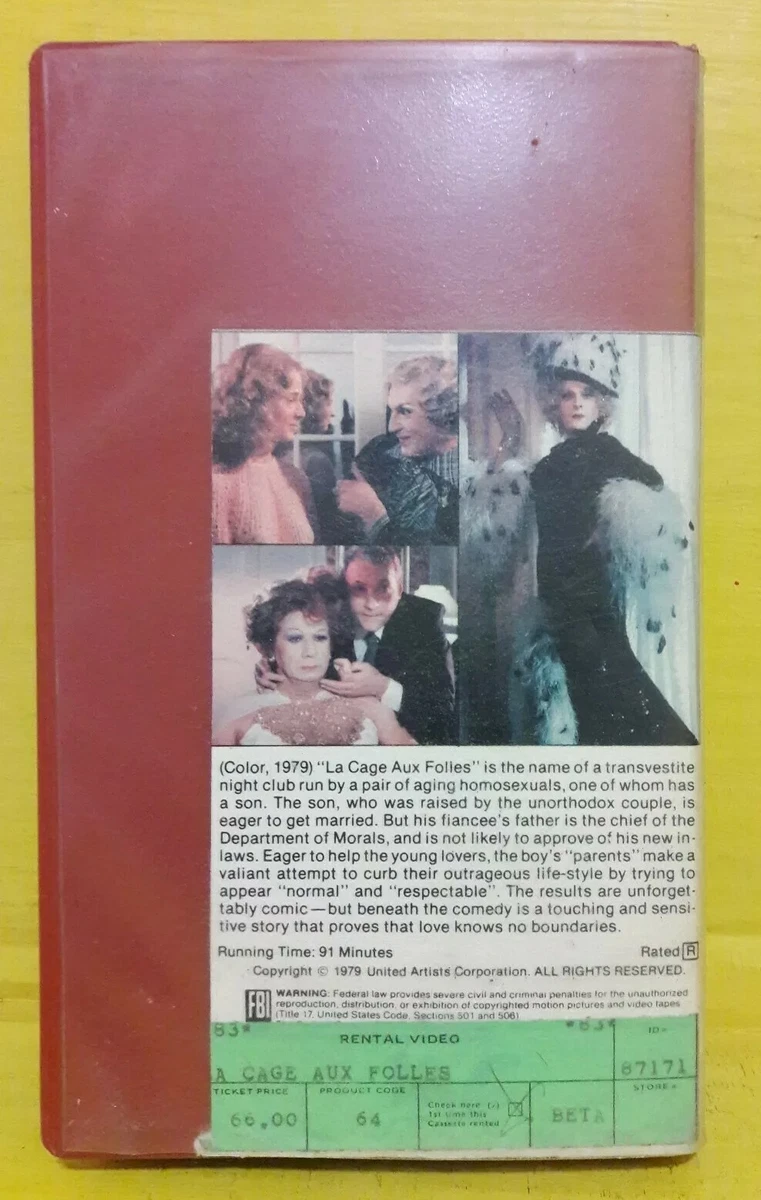 (Color, 1979) "La Cage Aux Folles" is the name of a transvestite
night club run by a pair of aging homosexuals, one of whom has
a son. The son, who was raised by the unorthodox couple, is
eager to get married. But his fiancee's father is the chief of the
Department of Morals, and is not likely to approve of his new in-
laws. Eager to help the young lovers, the boy's "parents" make a
valiant attempt to curb their outrageous life-style by trying to
appear "normal" and "respectable". The results are unforget-
tably comic—but beneath the comedy is a touching and sensi-
tive story that proves that love knows no boundaries.
Running Time: 91 Minutes Rated R
Copyright © 1979 United Artists Corporation. ALL RIGHTS RESERVED.
FBI WARNING: Federal law provides severe civil and criminal penalties for the unauthorized
reproduction, distribution, or exhibition of copyrighted motion pictures and video tapes
(Title 17, United States Code, Sections 501 and 506)
83* *83* ID#
RENTAL VIDEO
A CAGE AUX FOLLES 87171
TICKET PRICE PRODUCT CODE STORE #
Check here (-)
1st time this
Cassette rented
66.00 64 BETA